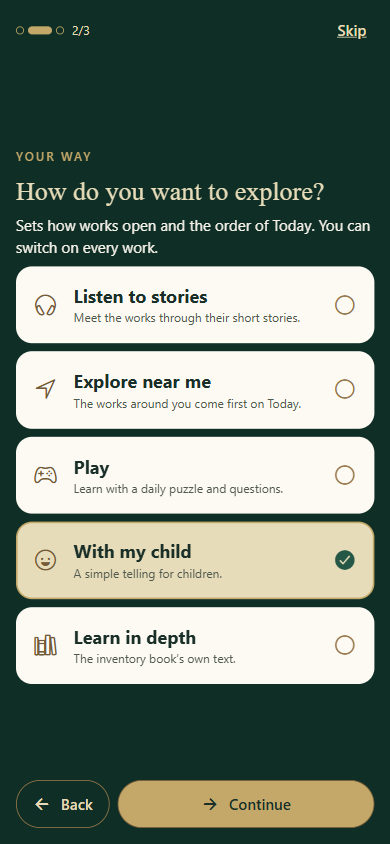 2/3
Skip
YOUR WAY
How do you want to explore?
Sets how works open and the order of Today. You can
switch on every work.
Listen to stories
Meet the works through their short stories.
Explore near me
The works around you come first on Today.
Play
Learn with a daily puzzle and questions.
With my child
A simple telling for children.
Learn in depth
The inventory book's own text.
Back
Continue